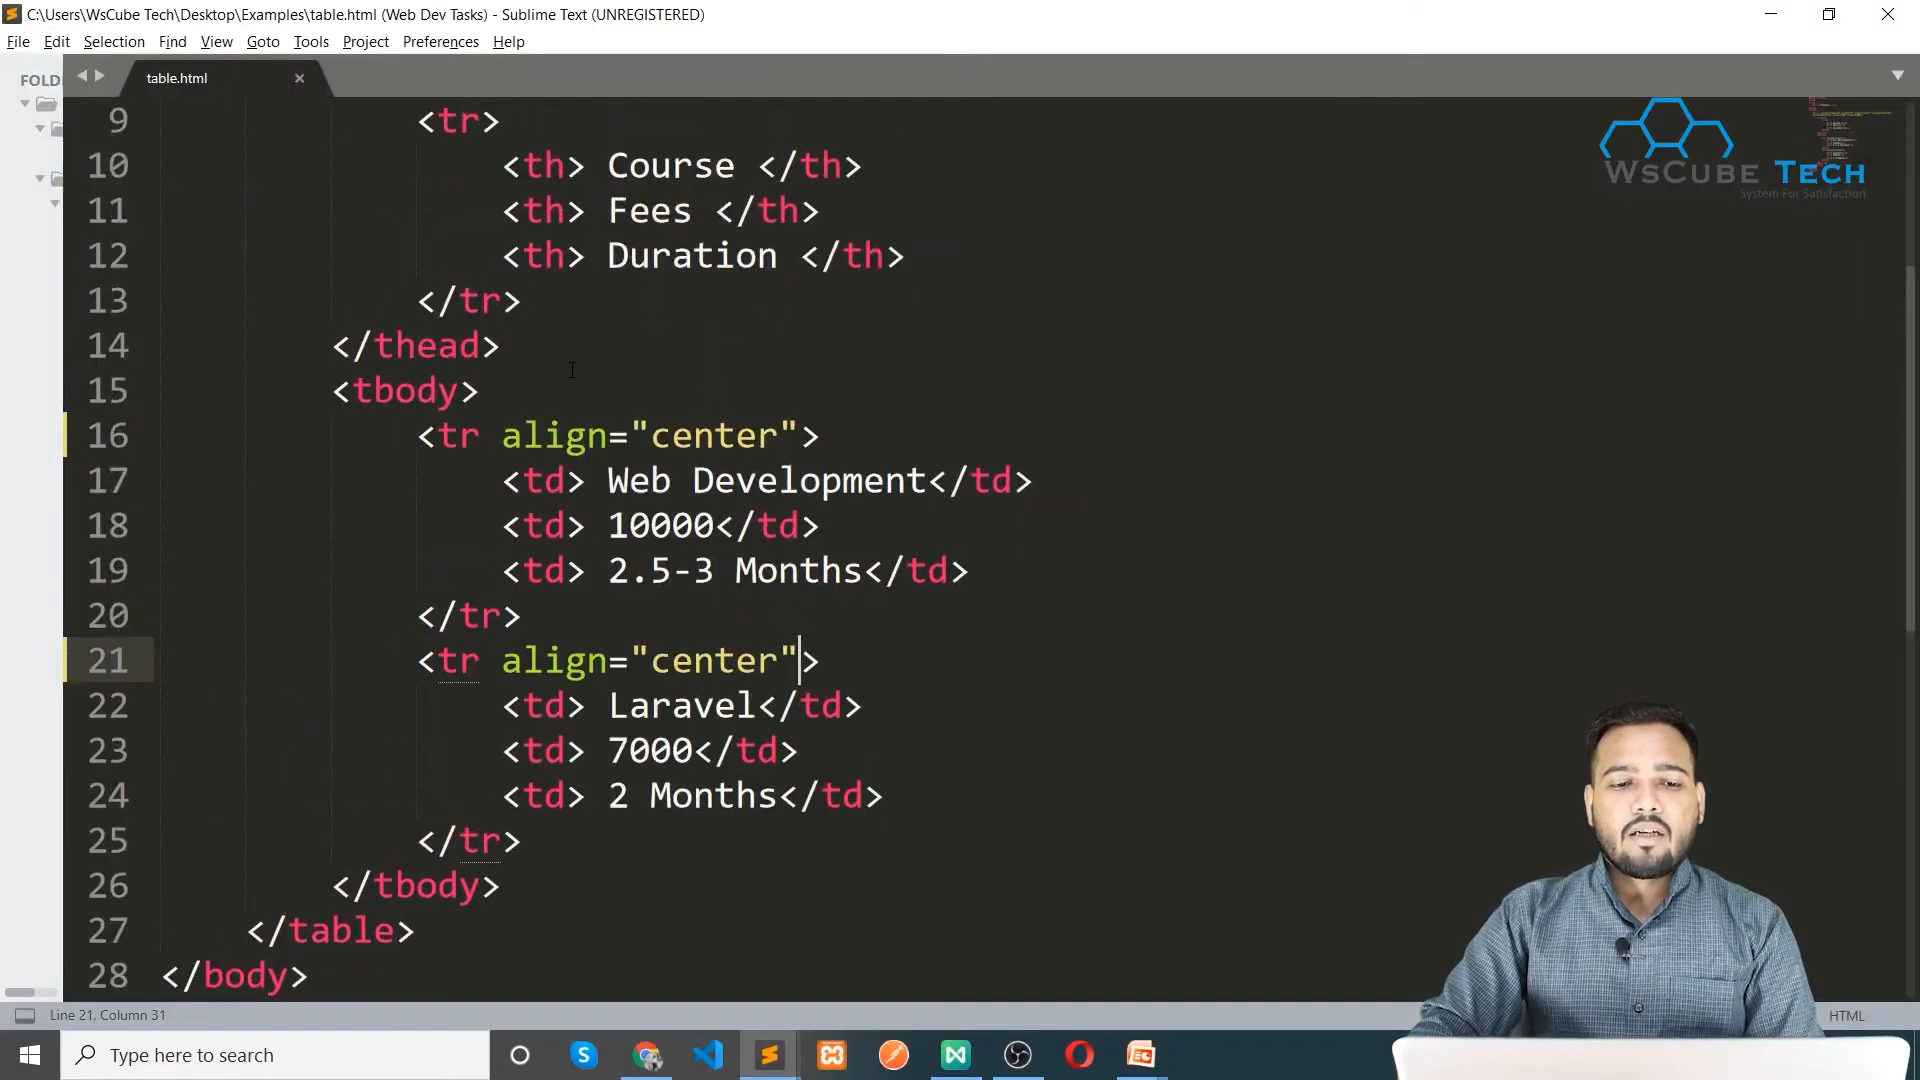 C:\Users\WsCube Tech\Desktop\Examples\table.html (Web Dev Tasks) - Sublime Text (UNREGISTERED)
File Edit Selection Find View Goto Tools Project Preferences Help
FOLD
table.html
WsCube Tech
System For Satisfaction
9 <tr>
10 <th> Course </th>
11 <th> Fees </th>
12 <th> Duration </th>
13 </tr>
14 </thead>
15 <tbody>
16 <tr align="center">
17 <td> Web Development</td>
18 <td> 10000</td>
19 <td> 2.5-3 Months</td>
20 </tr>
21 <tr align="center">
22 <td> Laravel</td>
23 <td> 7000</td>
24 <td> 2 Months</td>
25 </tr>
26 </tbody>
27 </table>
28 </body>
Line 21, Column 31
HTML
Type here to search